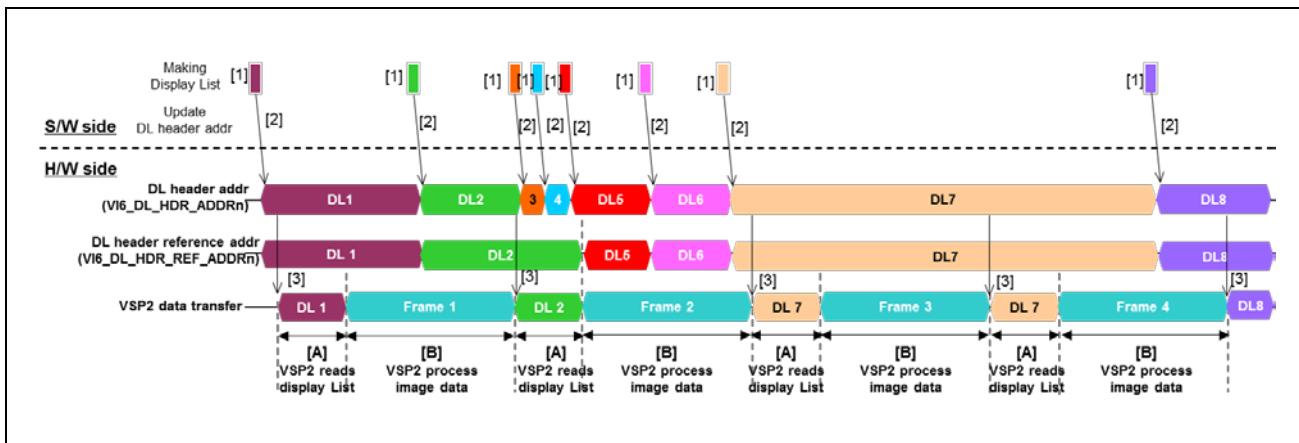 Making
Display List
[1] [1] [1] [1] [1] [1] [1] [1]
Update
DL header addr
[2] [2] [2] [2] [2] [2] [2] [2]
S/W side
H/W side
DL header addr
(VI6_DL_HDR_ADDRn)
DL1 DL2 3 4 DL5 DL6 DL7 DL8
DL header reference addr
(VI6_DL_HDR_REF_ADDRn)
DL 1 DL2 DL5 DL6 DL7 DL8
[3] [3] [3] [3] [3]
VSP2 data transfer
DL 1 Frame 1 DL 2 Frame 2 DL 7 Frame 3 DL 7 Frame 4 DL8
[A] [B] [A] [B] [A] [B] [A] [B]
VSP2 reads VSP2 process VSP2 reads VSP2 process VSP2 reads VSP2 process VSP2 reads VSP2 process
display List image data display List image data display List image data display List image data